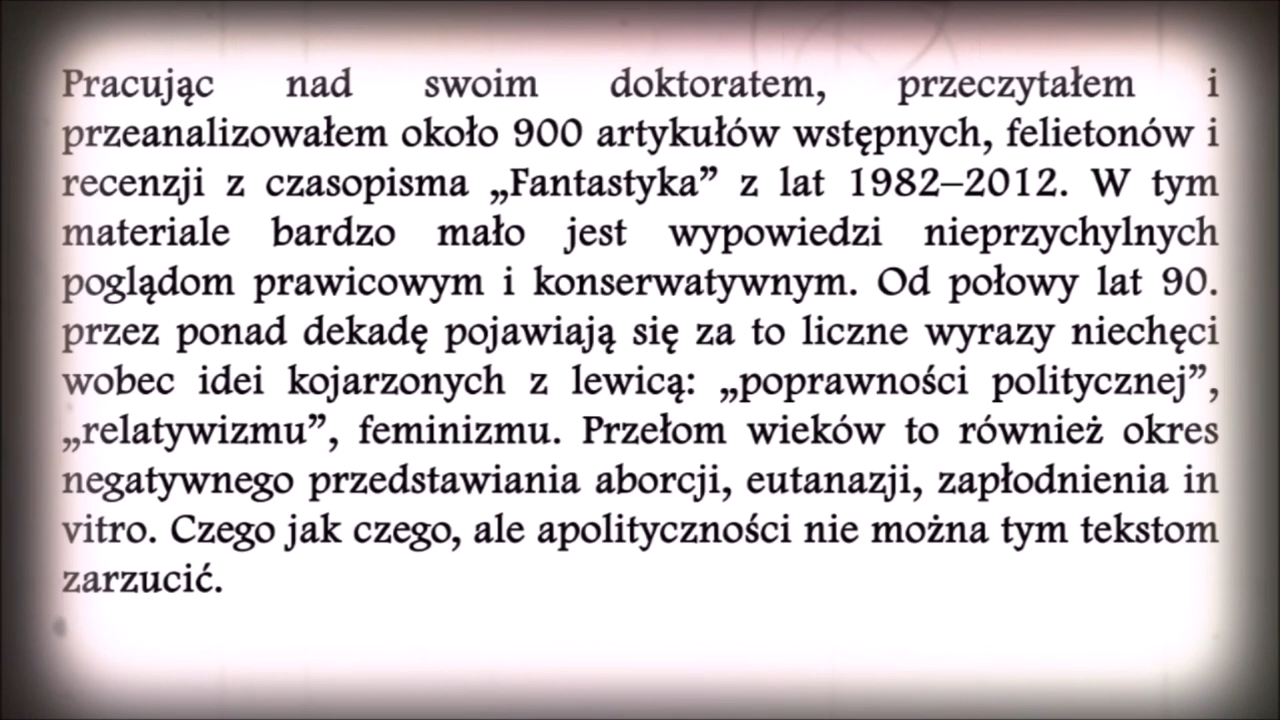 Pracując nad swoim doktoratem, przeczytałem i
przeanalizowałem około 900 artykułów wstępnych, felietonów i
recenzji z czasopisma „Fantastyka” z lat 1982–2012. W tym
materiale bardzo mało jest wypowiedzi nieprzychylnych
poglądom prawicowym i konserwatywnym. Od połowy lat 90.
przez ponad dekadę pojawiają się za to liczne wyrazy niechęci
wobec idei kojarzonych z lewicą: „poprawności politycznej”,
„relatywizmu”, feminizmu. Przełom wieków to również okres
negatywnego przedstawiania aborcji, eutanazji, zapłodnienia in
vitro. Czego jak czego, ale apolityczności nie można tym tekstom
zarzucić.